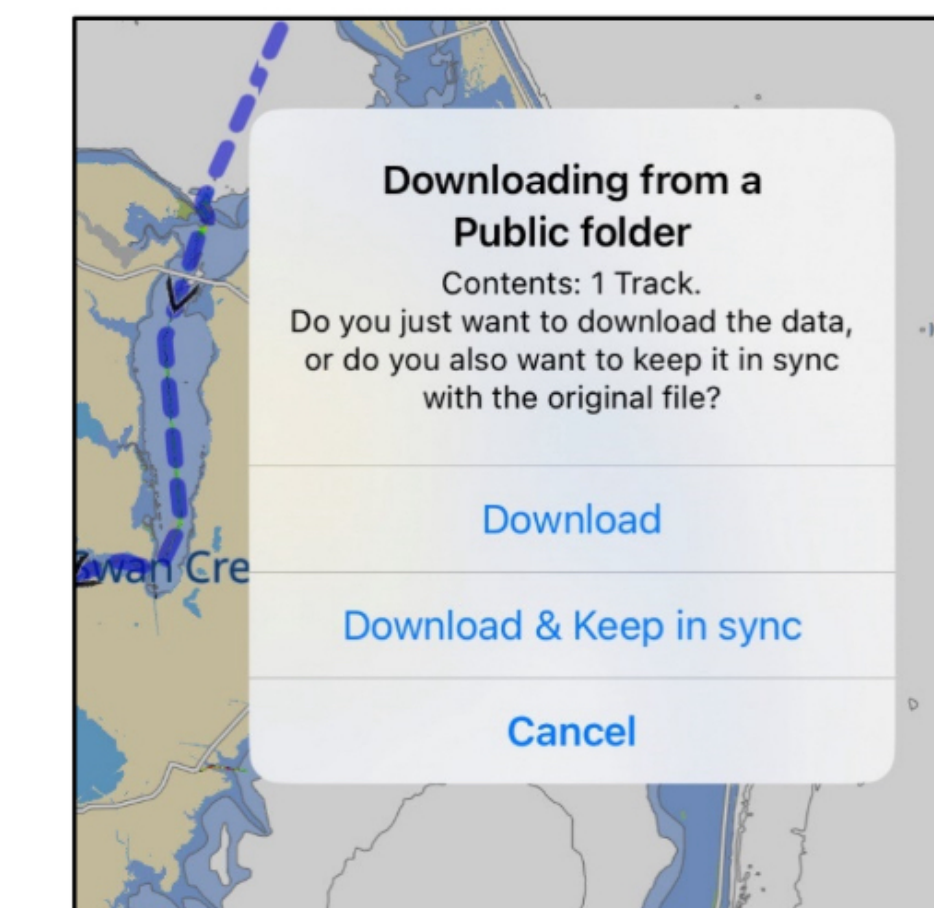 Downloading from a
Public folder
Contents: 1 Track.
Do you just want to download the data,
or do you also want to keep it in sync
with the original file?
Download
Swan Cre
Download & Keep in sync
Cancel